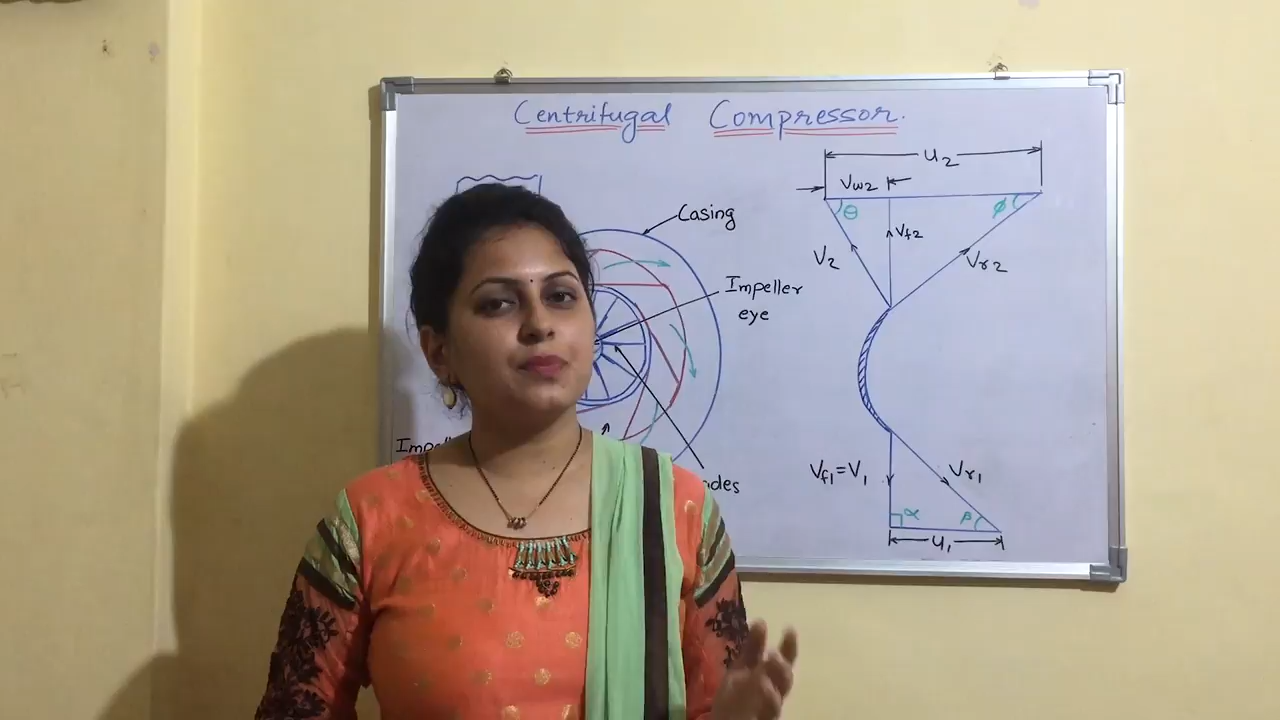 Centrifugal Compressor.
Casing
Impeller
eye
u₂
Vw2
θ
φ
Vf2
V₂
Vr2
Vf1=V₁
Vr1
α
β
u₁